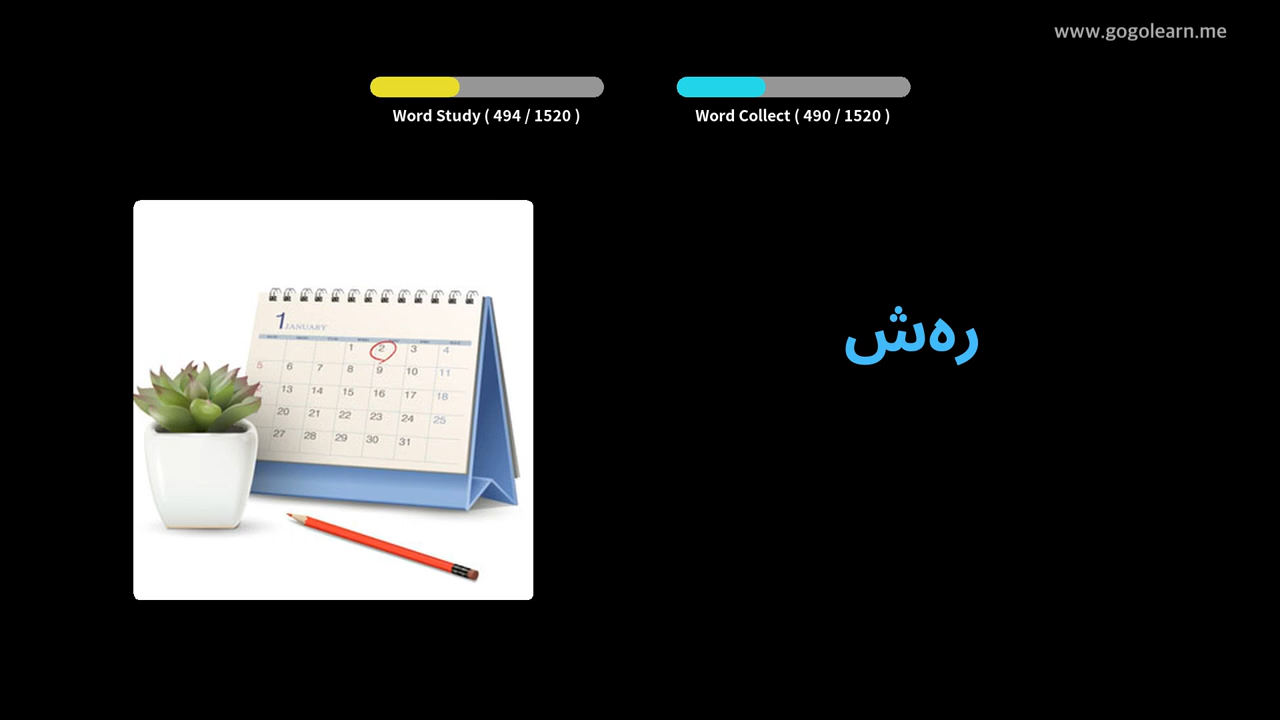 www.gogolearn.me
Word Study ( 494 / 1520 )
Word Collect ( 490 / 1520 )
رهش
1 JANUARY
1 2 3 4
5 6 7 8 9 10 11
2 13 14 15 16 17 18
20 21 22 23 24 25
27 28 29 30 31